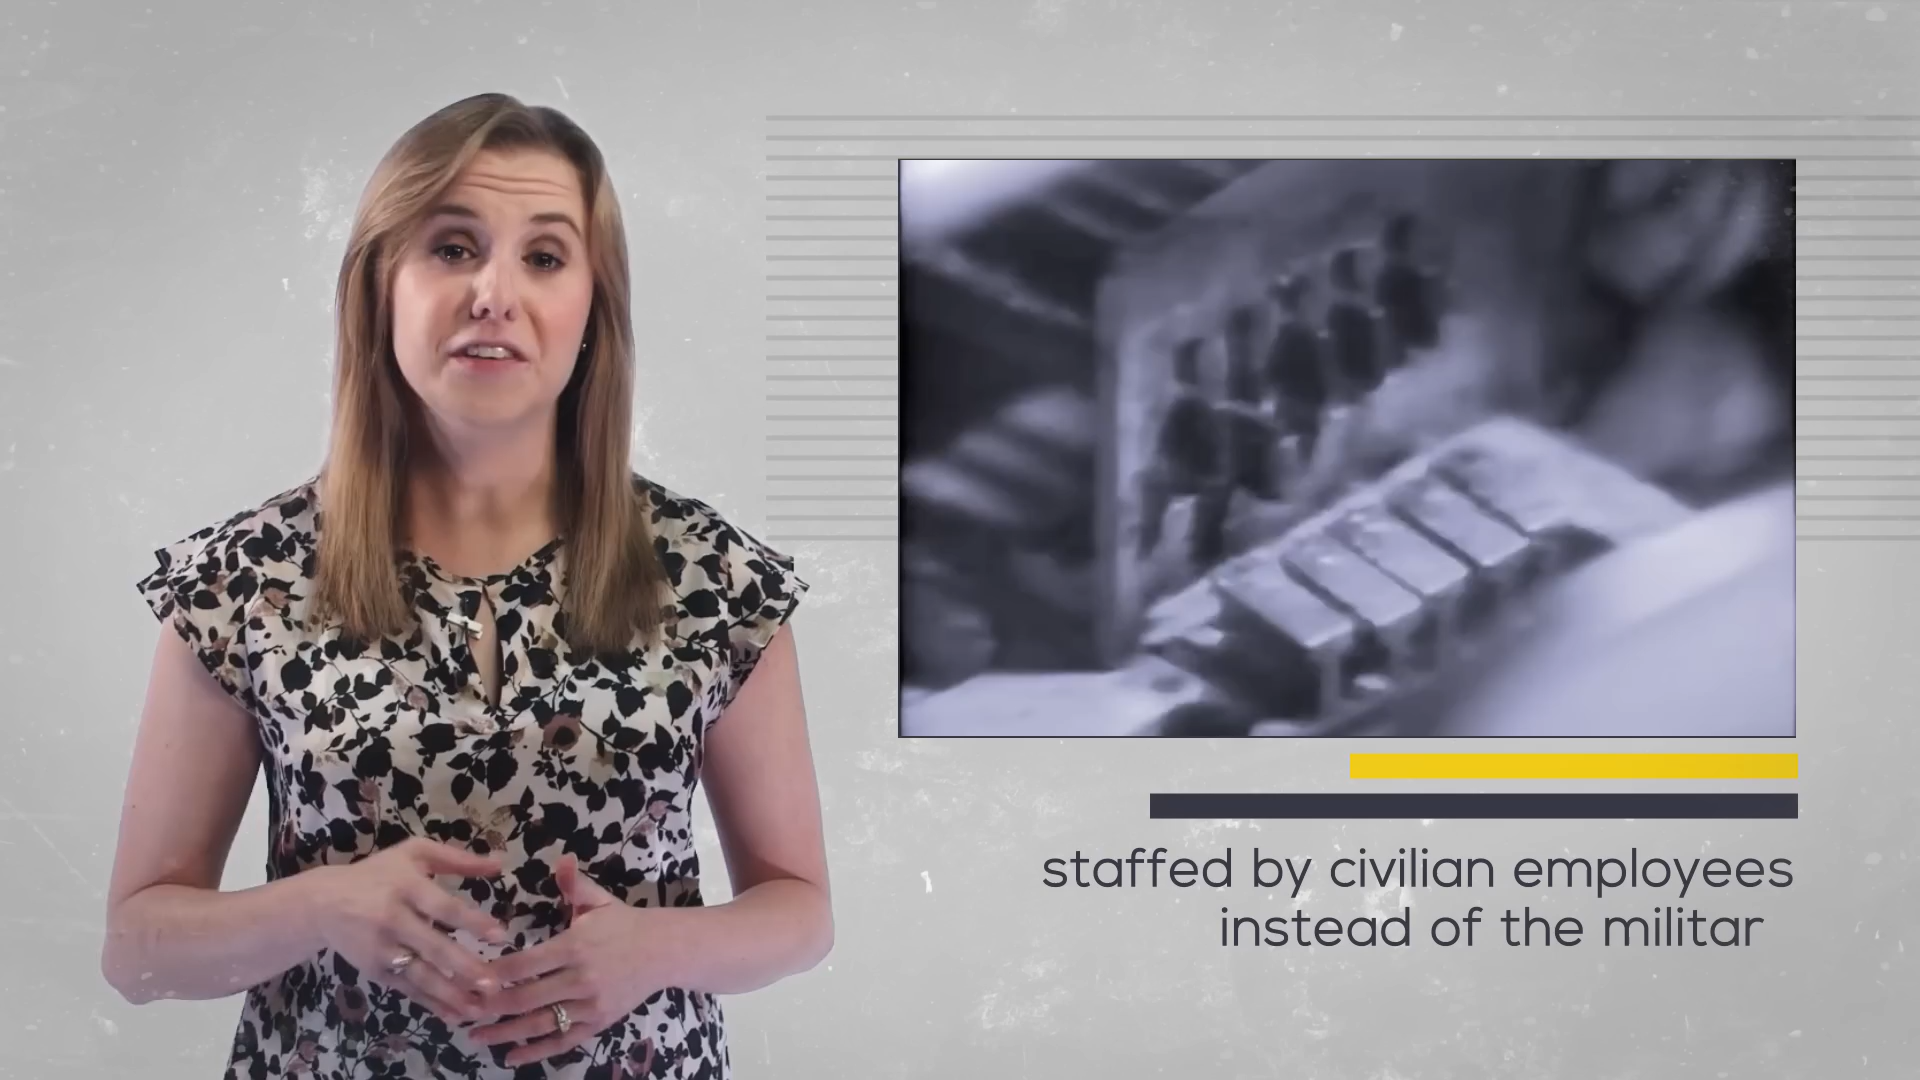 staffed by civilian employees
instead of the militar